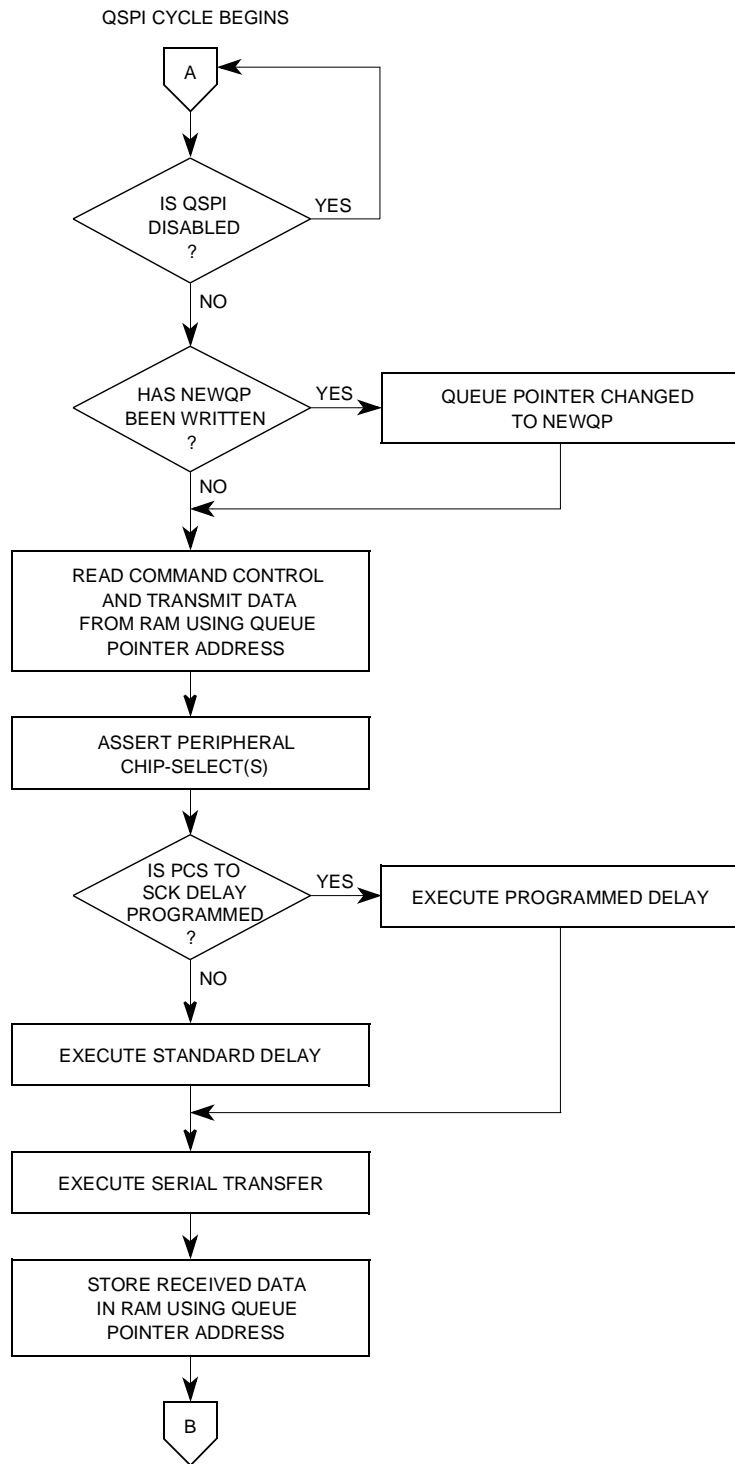 QSPI CYCLE BEGINS
A
IS QSPI
DISABLED
?
YES
NO
HAS NEWQP
BEEN WRITTEN
?
YES
QUEUE POINTER CHANGED
TO NEWQP
NO
READ COMMAND CONTROL
AND TRANSMIT DATA
FROM RAM USING QUEUE
POINTER ADDRESS
ASSERT PERIPHERAL
CHIP-SELECT(S)
IS PCS TO
SCK DELAY
PROGRAMMED
?
YES
EXECUTE PROGRAMMED DELAY
NO
EXECUTE STANDARD DELAY
EXECUTE SERIAL TRANSFER
STORE RECEIVED DATA
IN RAM USING QUEUE
POINTER ADDRESS
B